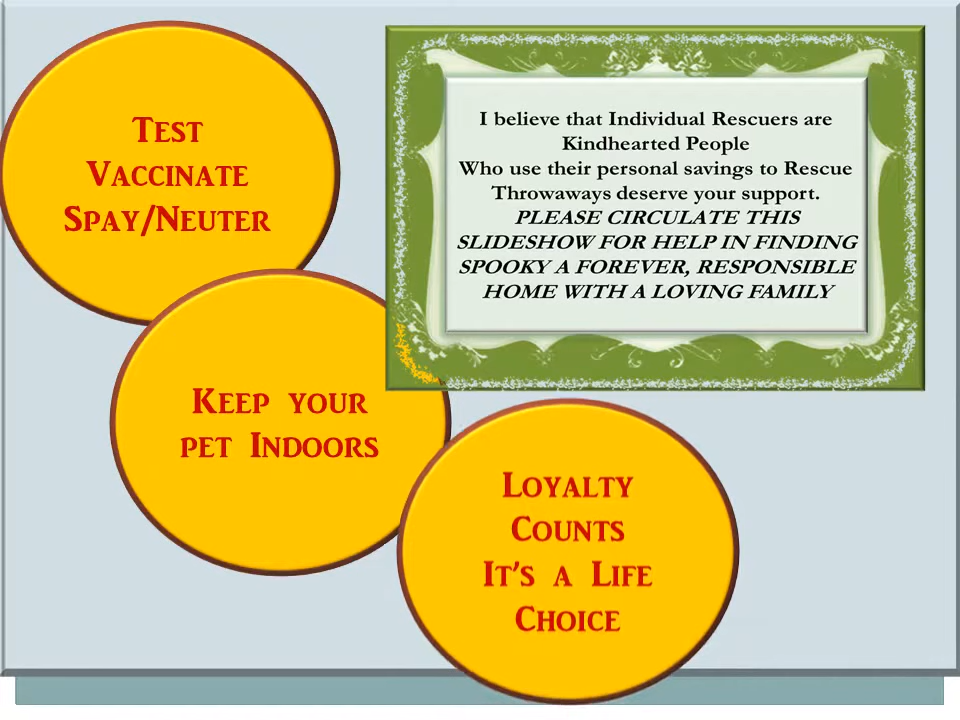 Test
Vaccinate
Spay/Neuter
I believe that Individual Rescuers are
Kindhearted People
Who use their personal savings to Rescue
Throwaways deserve your support.
PLEASE CIRCULATE THIS
SLIDESHOW FOR HELP IN FINDING
SPOOKY A FOREVER, RESPONSIBLE
HOME WITH A LOVING FAMILY
Keep your
pet Indoors
Loyalty
Counts
It's a Life
Choice